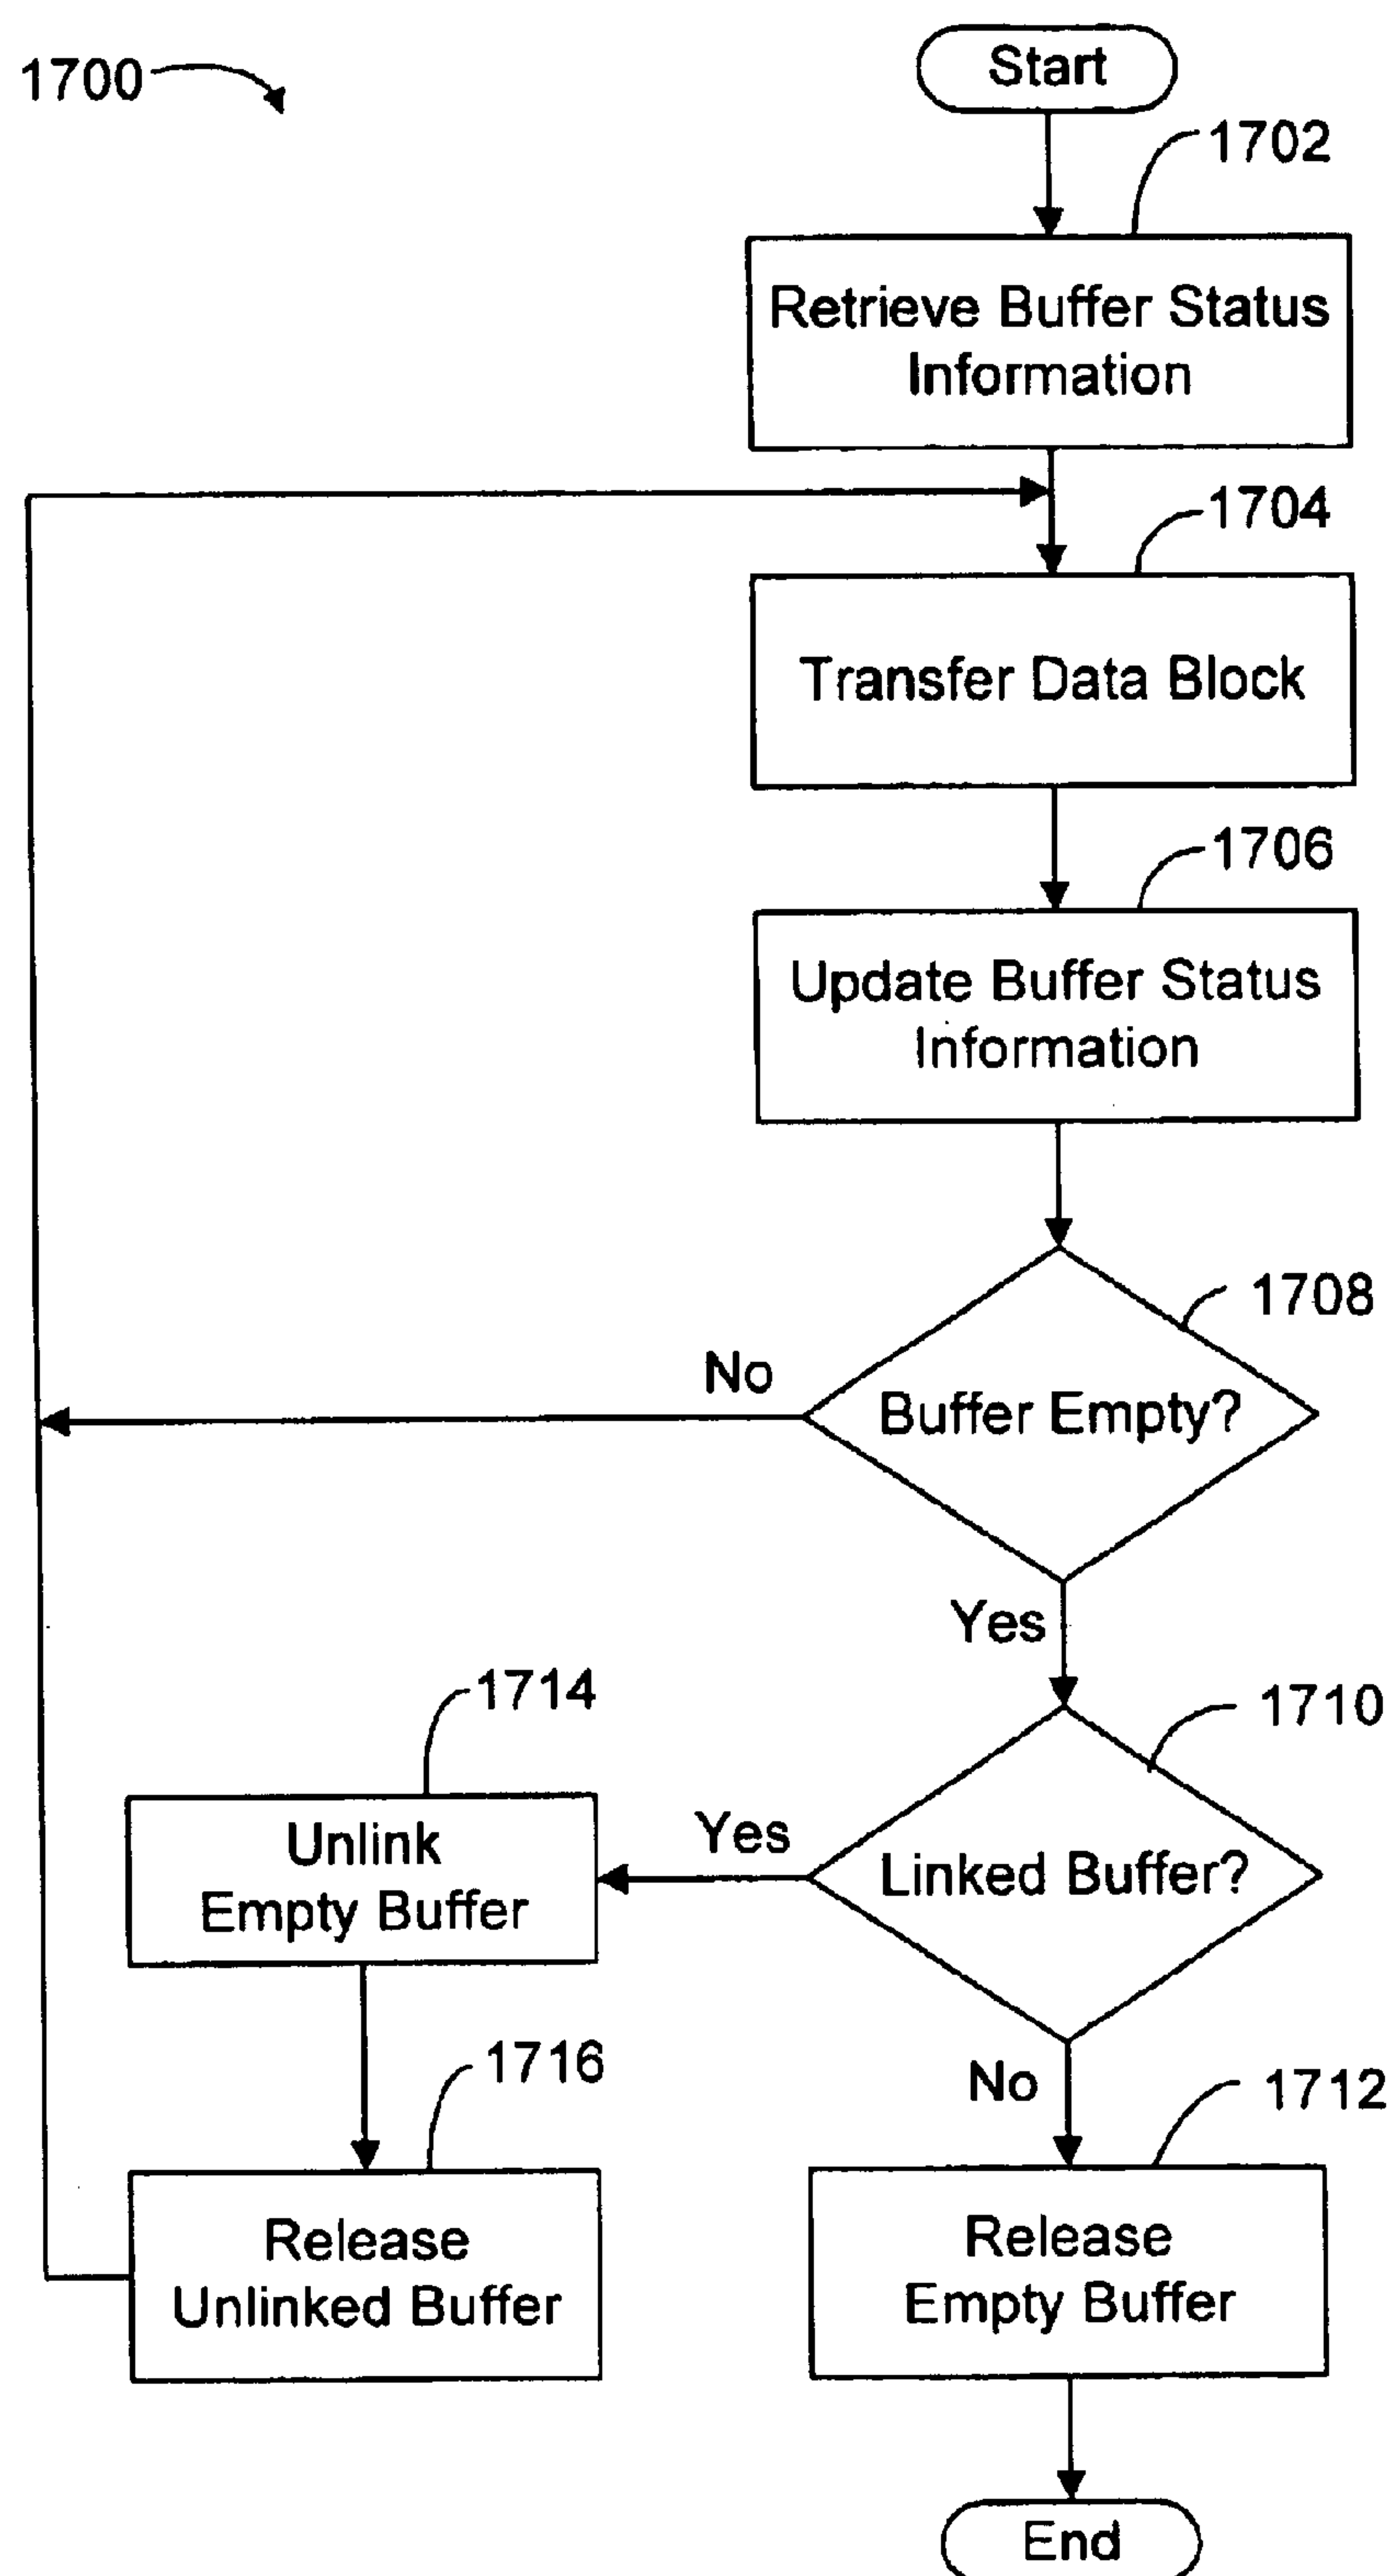 1700
Start
1702
Retrieve Buffer Status
Information
1704
Transfer Data Block
1706
Update Buffer Status
Information
1708
No
Buffer Empty?
Yes
1714
1710
Unlink
Empty Buffer
Yes
Linked Buffer?
1716
No
1712
Release
Unlinked Buffer
Release
Empty Buffer
End